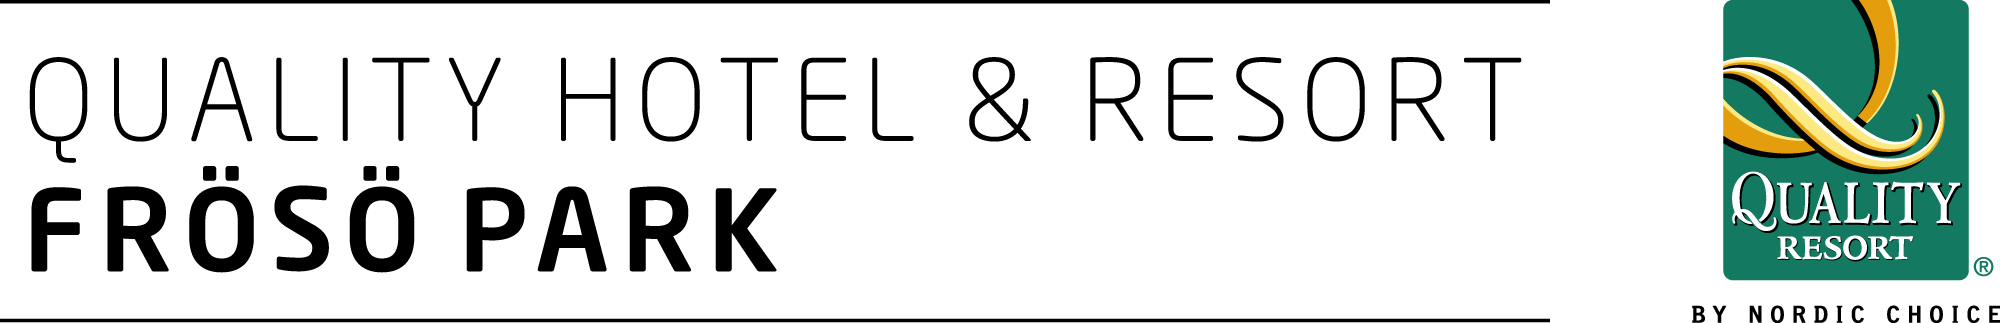 QUALITY HOTEL & RESORT
FRÖSÖ PARK
QUALITY
RESORT
®
BY NORDIC CHOICE